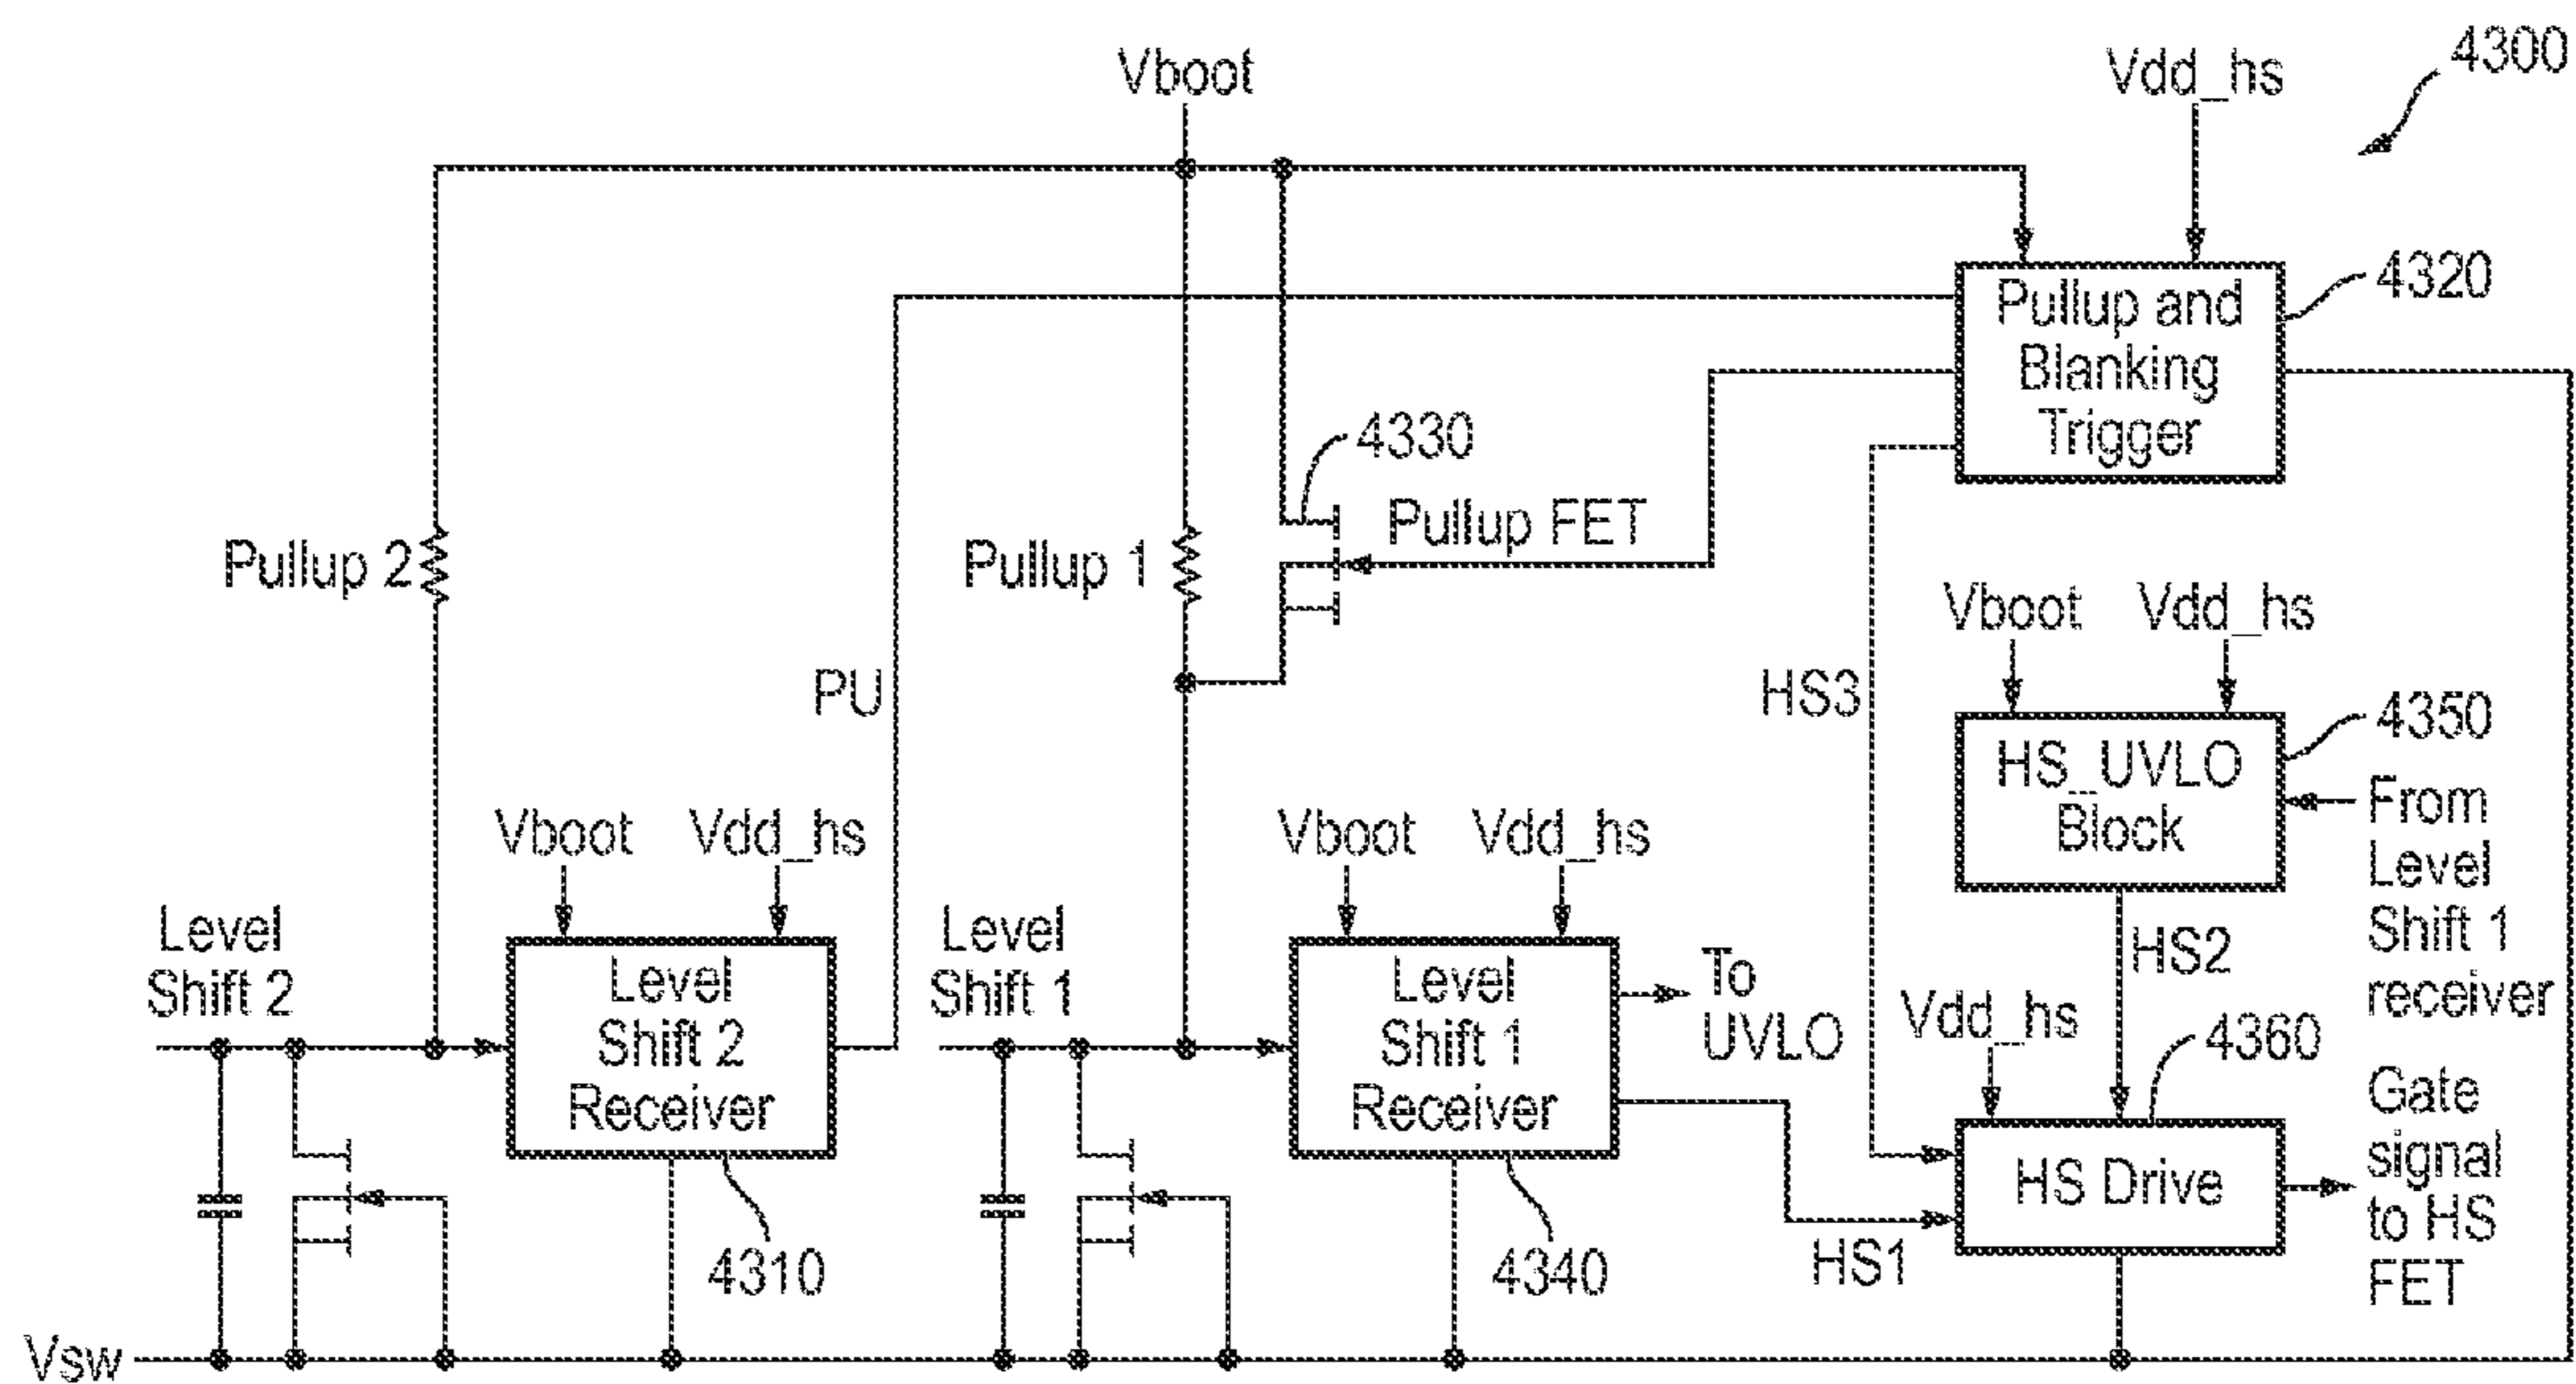 Vboot
Vdd_hs
4300
4320
Pullup and
Blanking
Trigger
4330
Pullup FET
Pullup 2
Pullup 1
PU
HS3
Vboot
Vdd_hs
4350
HS_UVLO
Block
From
Level
Shift 1
receiver
HS2
Vboot
Vdd_hs
Vboot
Vdd_hs
Level
Shift 2
Level
Shift 2
Receiver
4310
Level
Shift 1
Level
Shift 1
Receiver
4340
To
UVLO
Vdd_hs
4360
HS Drive
HS1
Gate
signal
to HS
FET
Vsw